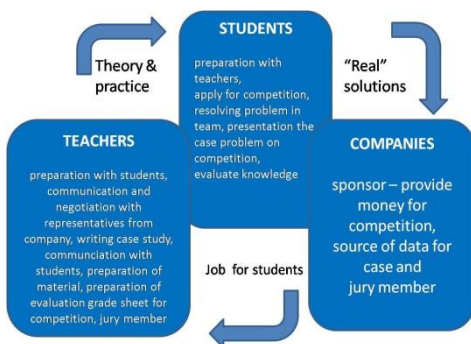 STUDENTS
preparation with
teachers,
apply for competition,
resolving problem in
team, presentation the
case problem on
competition,
evaluate knowledge
Theory &
practice
"Real"
solutions
TEACHERS
preparation with students,
communication and
negotiation with
representatives from
company, writing case study,
communciation with
students, preparation of
material, preparation of
evaluation grade sheet for
competition, jury member
COMPANIES
sponsor – provide
money for
competition,
source of data for
case and
jury member
Job for students